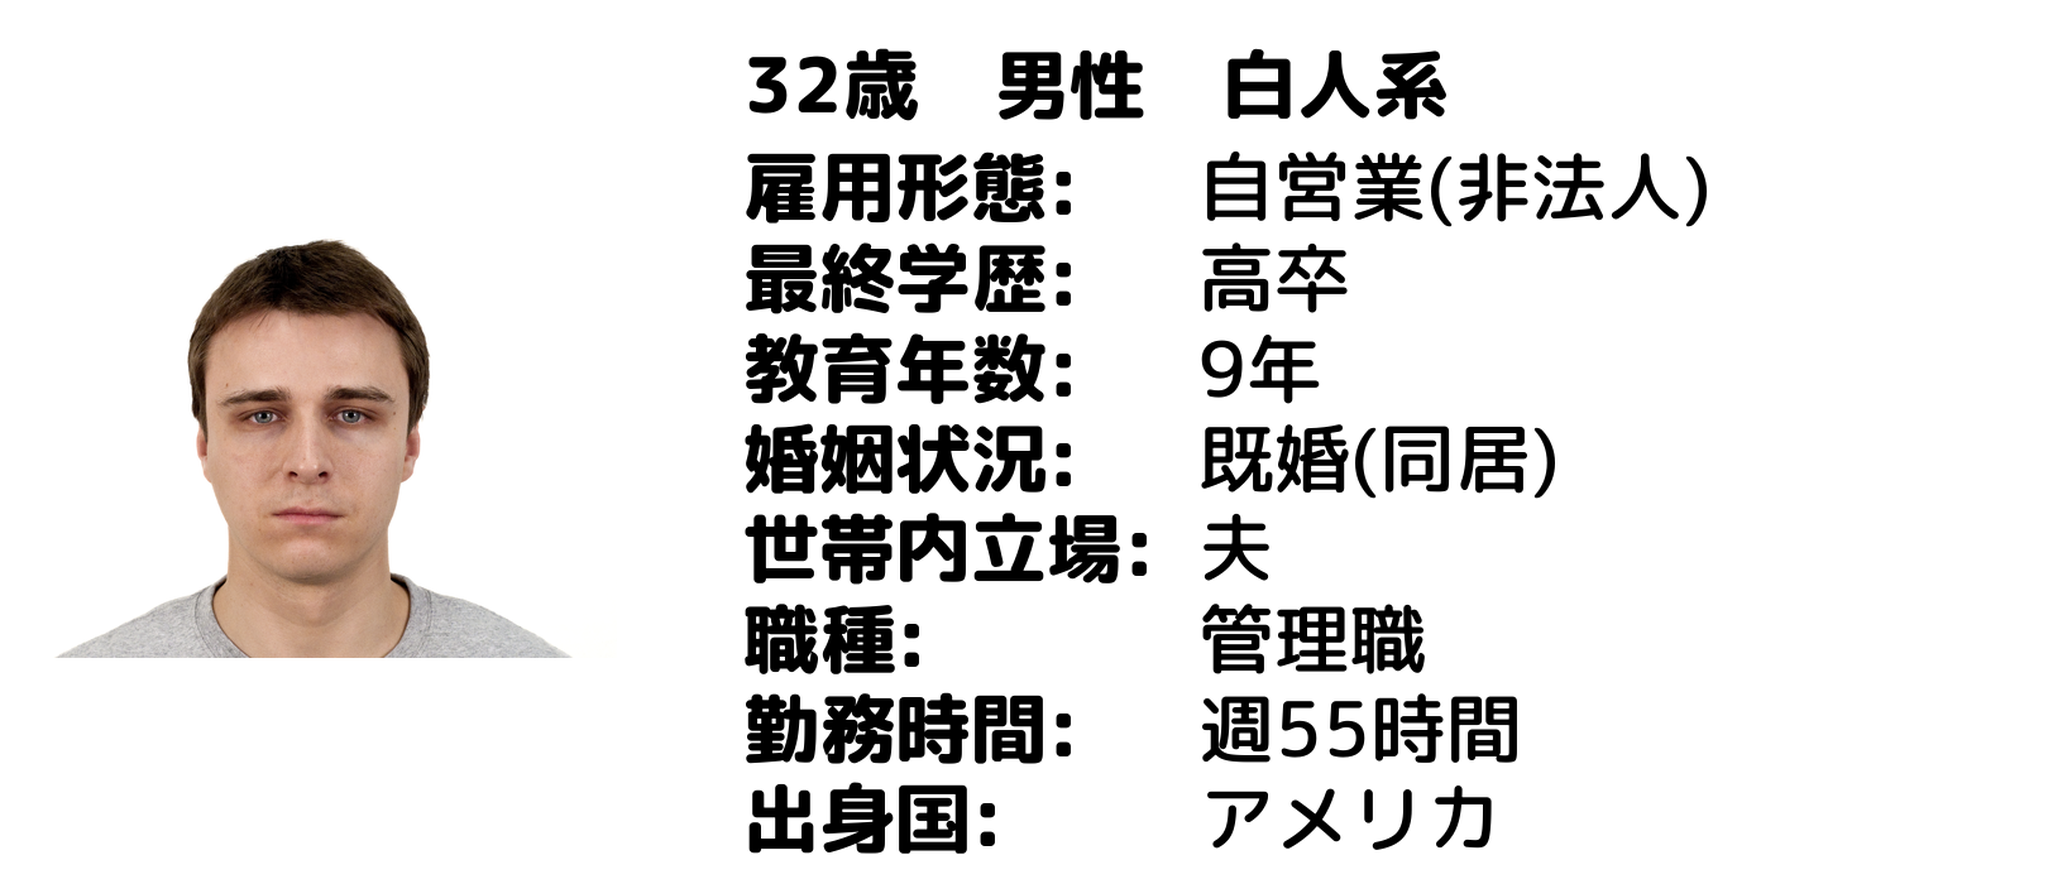 32歳　男性　白人系
雇用形態: 自営業(非法人)
最終学歴: 高卒
教育年数: 9年
婚姻状況: 既婚(同居)
世帯内立場: 夫
職種: 管理職
勤務時間: 週55時間
出身国: アメリカ